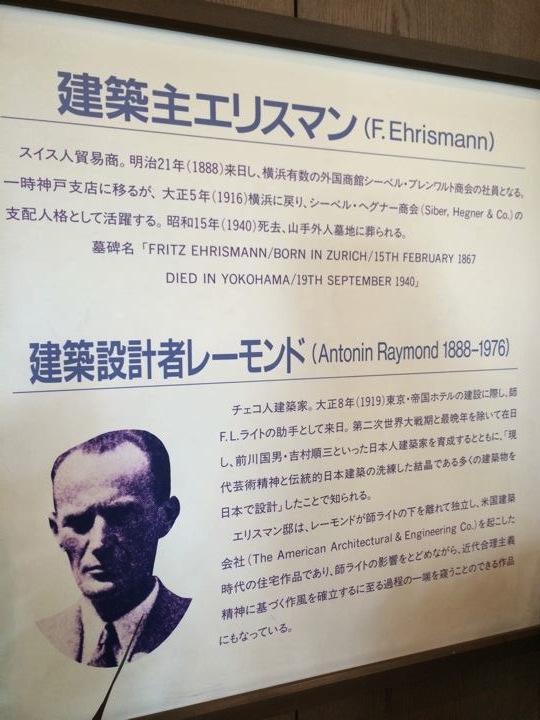 建築主エリスマン(F.Ehrismann)
スイス人貿易商。明治21年(1888)来日し、横浜有数の外国商館シーベル・ブレンワルト商会の社員となる。
一時神戸支店に移るが、大正5年(1916)横浜に戻り、シーベル・ヘグナー商会(Siber, Hegner & Co.)の
支配人格として活躍する。昭和15年(1940)死去、山手外人墓地に葬られる。
墓碑名「FRITZ EHRISMANN/BORN IN ZURICH/15TH FEBRUARY 1867
DIED IN YOKOHAMA/19TH SEPTEMBER 1940」
建築設計者レーモンド(Antonin Raymond 1888–1976)
チェコ人建築家。大正8年(1919)東京・帝国ホテルの建設に際し、師
F.L.ライトの助手として来日。第二次世界大戦期と最晩年を除いて在日
し、前川国男・吉村順三といった日本人建築家を育成するとともに、「現
代芸術精神と伝統的日本建築の洗練した結晶である多くの建築物を
日本で設計」したことで知られる。
エリスマン邸は、レーモンドが師ライトの下を離れて独立し、米国建築
会社(The American Architectural & Engineering Co.)を起こした
時代の住宅作品であり、師ライトの影響をとどめながら、近代合理主義
精神に基づく作風を確立するに至る過程の一端を窺うことのできる作品
にもなっている。